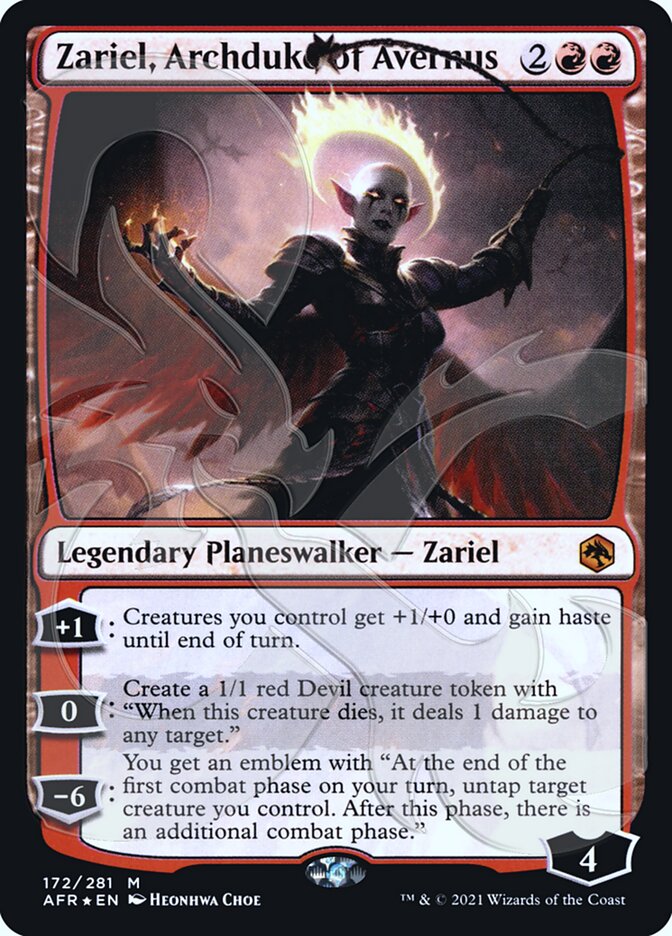 Zariel, Archduke of Avernus 2
Legendary Planeswalker — Zariel
+1: Creatures you control get +1/+0 and gain haste
until end of turn.
0: Create a 1/1 red Devil creature token with
“When this creature dies, it deals 1 damage to
any target.”
-6: You get an emblem with “At the end of the
first combat phase on your turn, untap target
creature you control. After this phase, there is
an additional combat phase.”
4
172/281 M
AFR★EN Heonhwa Choe
™ & © 2021 Wizards of the Coast